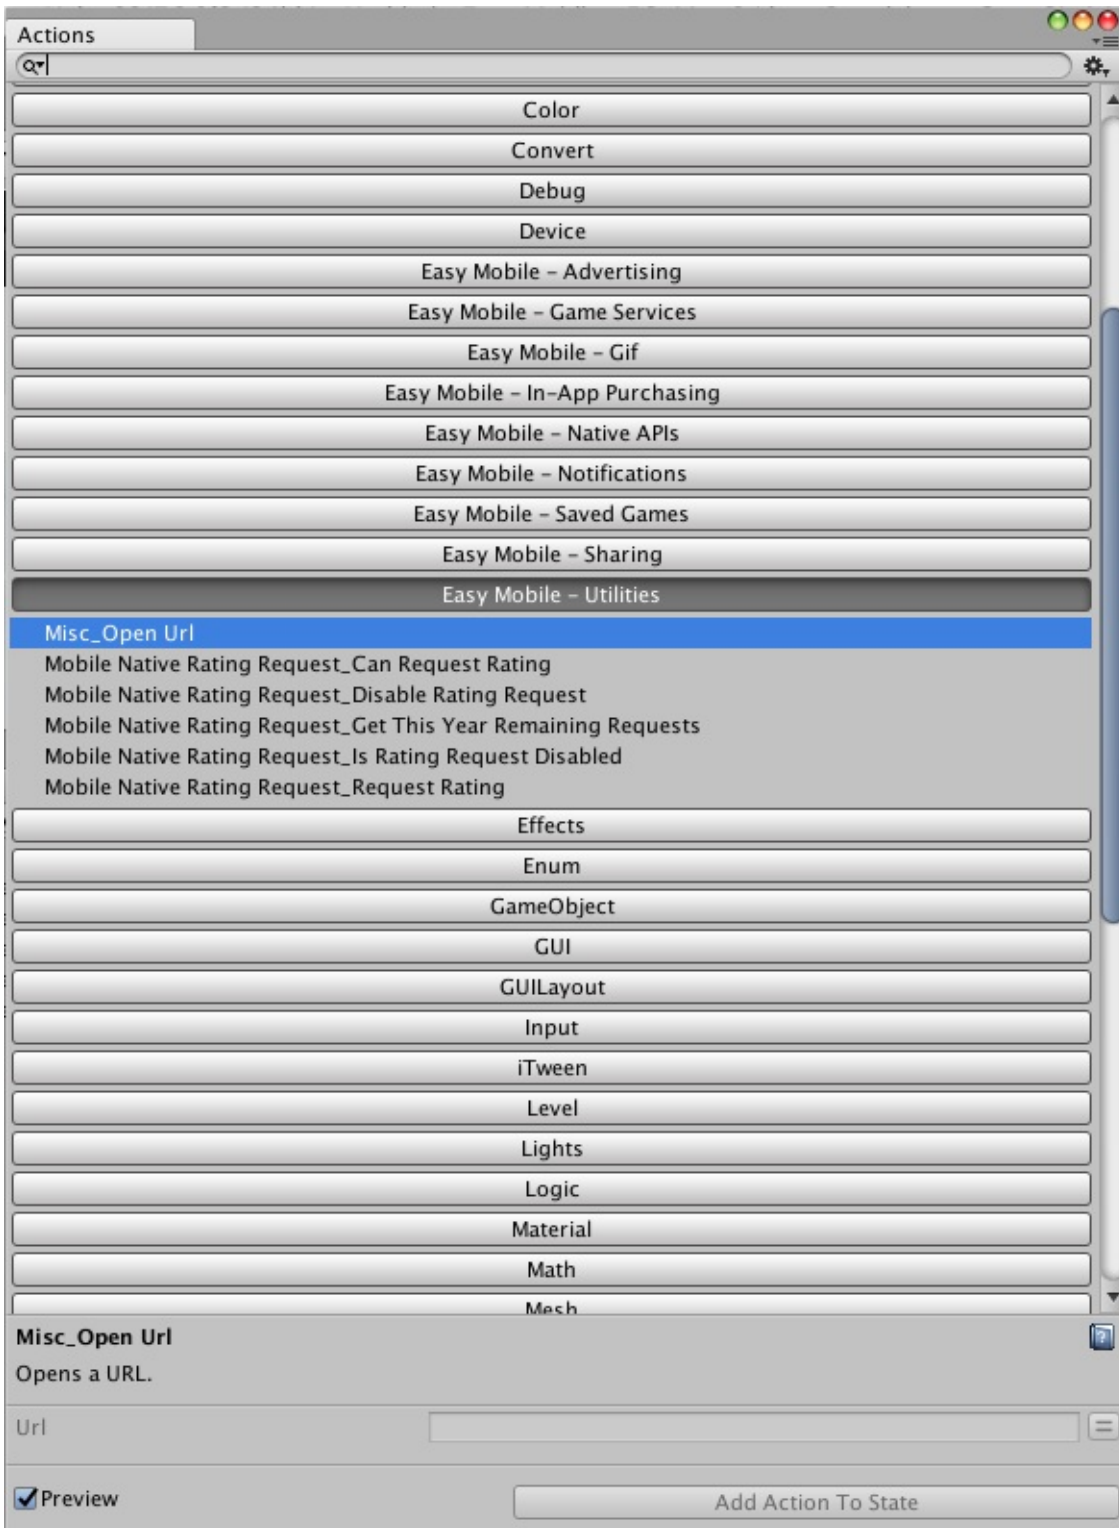 Actions
Color
Convert
Debug
Device
Easy Mobile – Advertising
Easy Mobile – Game Services
Easy Mobile – Gif
Easy Mobile – In-App Purchasing
Easy Mobile – Native APIs
Easy Mobile – Notifications
Easy Mobile – Saved Games
Easy Mobile – Sharing
Easy Mobile – Utilities
Misc_Open Url
Mobile Native Rating Request_Can Request Rating
Mobile Native Rating Request_Disable Rating Request
Mobile Native Rating Request_Get This Year Remaining Requests
Mobile Native Rating Request_Is Rating Request Disabled
Mobile Native Rating Request_Request Rating
Effects
Enum
GameObject
GUI
GUILayout
Input
iTween
Level
Lights
Logic
Material
Math
Mesh
Misc_Open Url
Opens a URL.
Url
Preview
Add Action To State